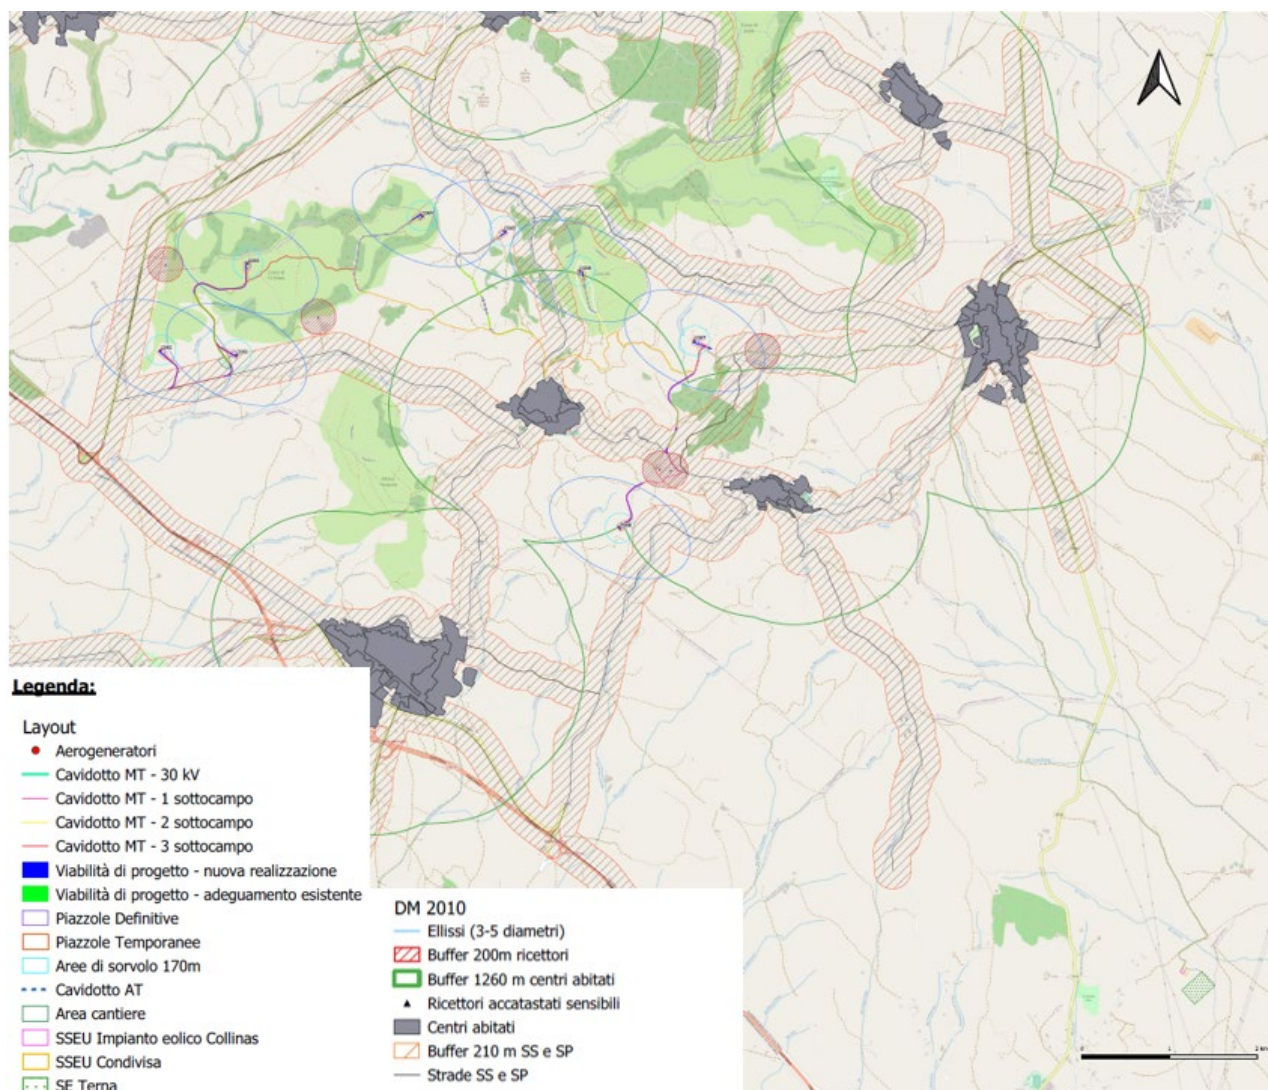 Legenda:
Layout
Aerogeneratori
Cavidotto MT - 30 kV
Cavidotto MT - 1 sottocampo
Cavidotto MT - 2 sottocampo
Cavidotto MT - 3 sottocampo
Viabilità di progetto - nuova realizzazione
Viabilità di progetto - adeguamento esistente
Piazzole Definitive
Piazzole Temporanee
Aree di sorvolo 170m
Cavidotto AT
Area cantiere
SSEU Impianto eolico Collinas
SSEU Condivisa
SE Terna
DM 2010
Ellissi (3-5 diametri)
Buffer 200m ricettori
Buffer 1260 m centri abitati
Ricettori accatastati sensibili
Centri abitati
Buffer 210 m SS e SP
Strade SS e SP